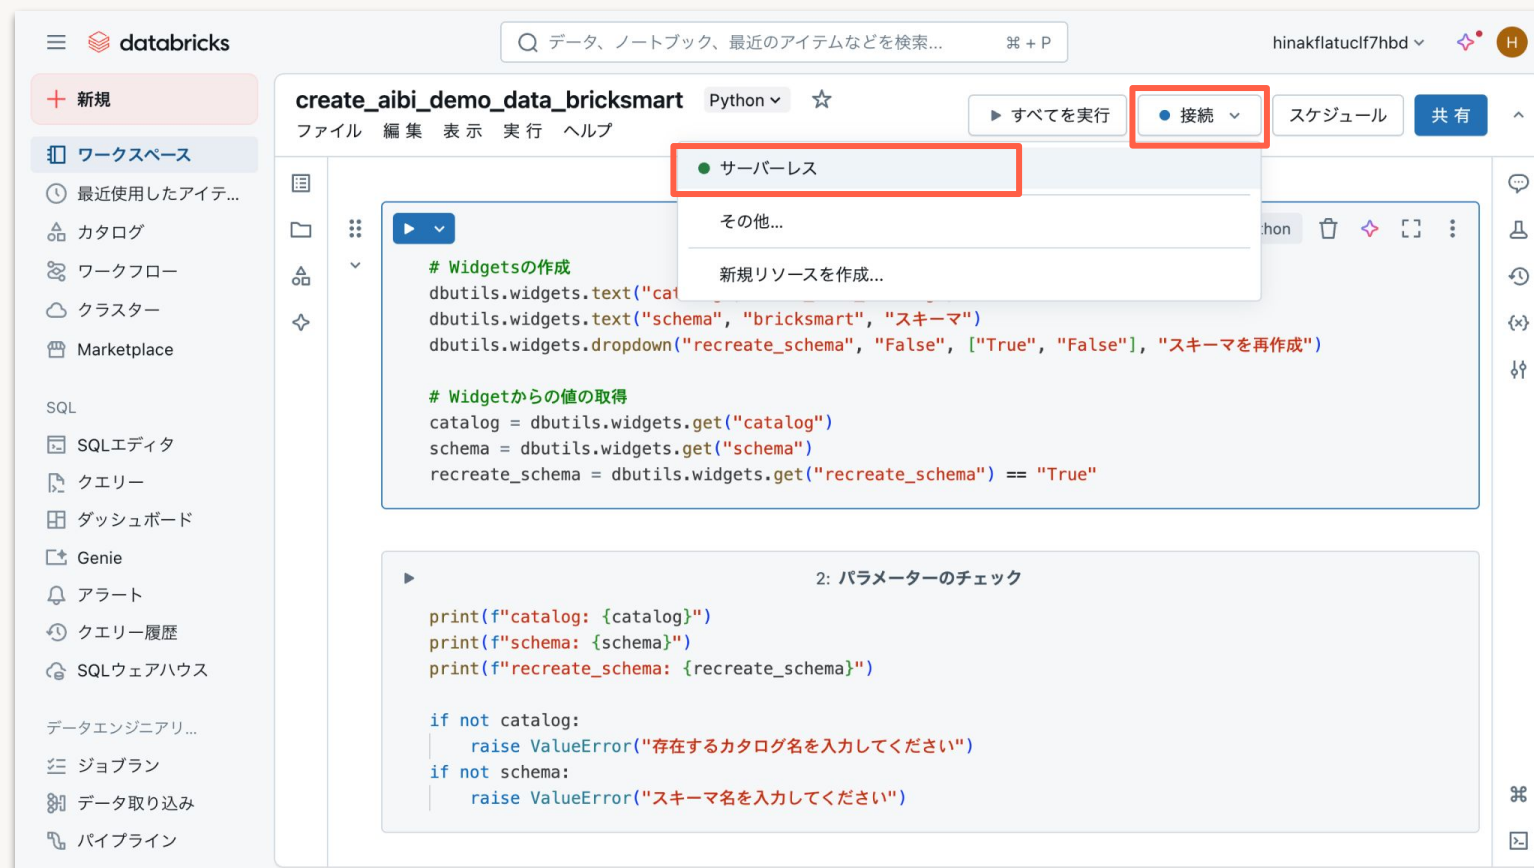 databricks
データ、ノートブック、最近のアイテムなどを検索...
⌘ + P
hinakflatuclf7hbd
H
新規
ワークスペース
最近使用したアイテ...
カタログ
ワークフロー
クラスター
Marketplace
SQL
SQLエディタ
クエリー
ダッシュボード
Genie
アラート
クエリー履歴
SQLウェアハウス
データエンジニアリ...
ジョブラン
データ取り込み
パイプライン
create_aibi_demo_data_bricksmart
Python
ファイル 編集 表示 実行 ヘルプ
すべてを実行
接続
スケジュール
共有
サーバーレス
その他...
新規リソースを作成...
# Widgetsの作成
dbutils.widgets.text("cat
dbutils.widgets.text("schema", "bricksmart", "スキーマ")
dbutils.widgets.dropdown("recreate_schema", "False", ["True", "False"], "スキーマを再作成")
# Widgetからの値の取得
catalog = dbutils.widgets.get("catalog")
schema = dbutils.widgets.get("schema")
recreate_schema = dbutils.widgets.get("recreate_schema") == "True"
2: パラメーターのチェック
print(f"catalog: {catalog}")
print(f"schema: {schema}")
print(f"recreate_schema: {recreate_schema}")
if not catalog:
raise ValueError("存在するカタログ名を入力してください")
if not schema:
raise ValueError("スキーマ名を入力してください")